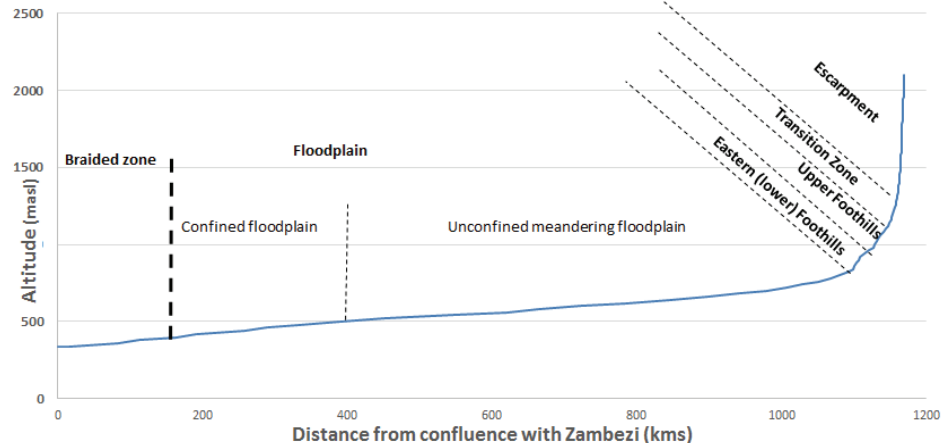 2500
2000
1500
1000
500
0
Altitude (masl)
Braided zone
Floodplain
Confined floodplain
Unconfined meandering floodplain
Escarpment
Transition Zone
Upper Foothills
Eastern (lower) Foothills
0 200 400 600 800 1000 1200
Distance from confluence with Zambezi (kms)